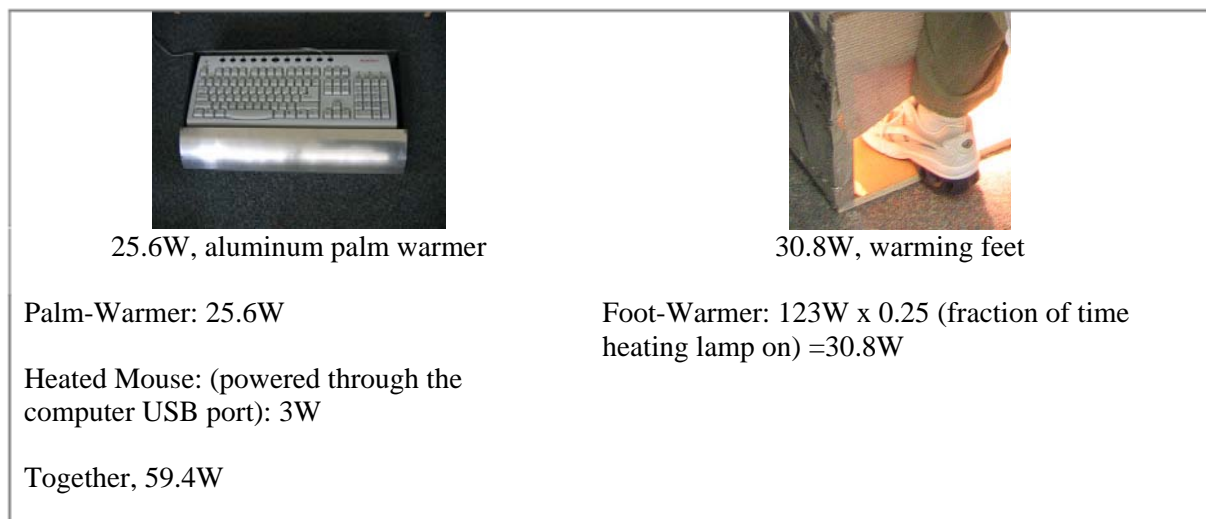 25.6W, aluminum palm warmer
30.8W, warming feet
Palm-Warmer: 25.6W
Heated Mouse: (powered through the
computer USB port): 3W
Together, 59.4W
Foot-Warmer: 123W x 0.25 (fraction of time
heating lamp on) =30.8W